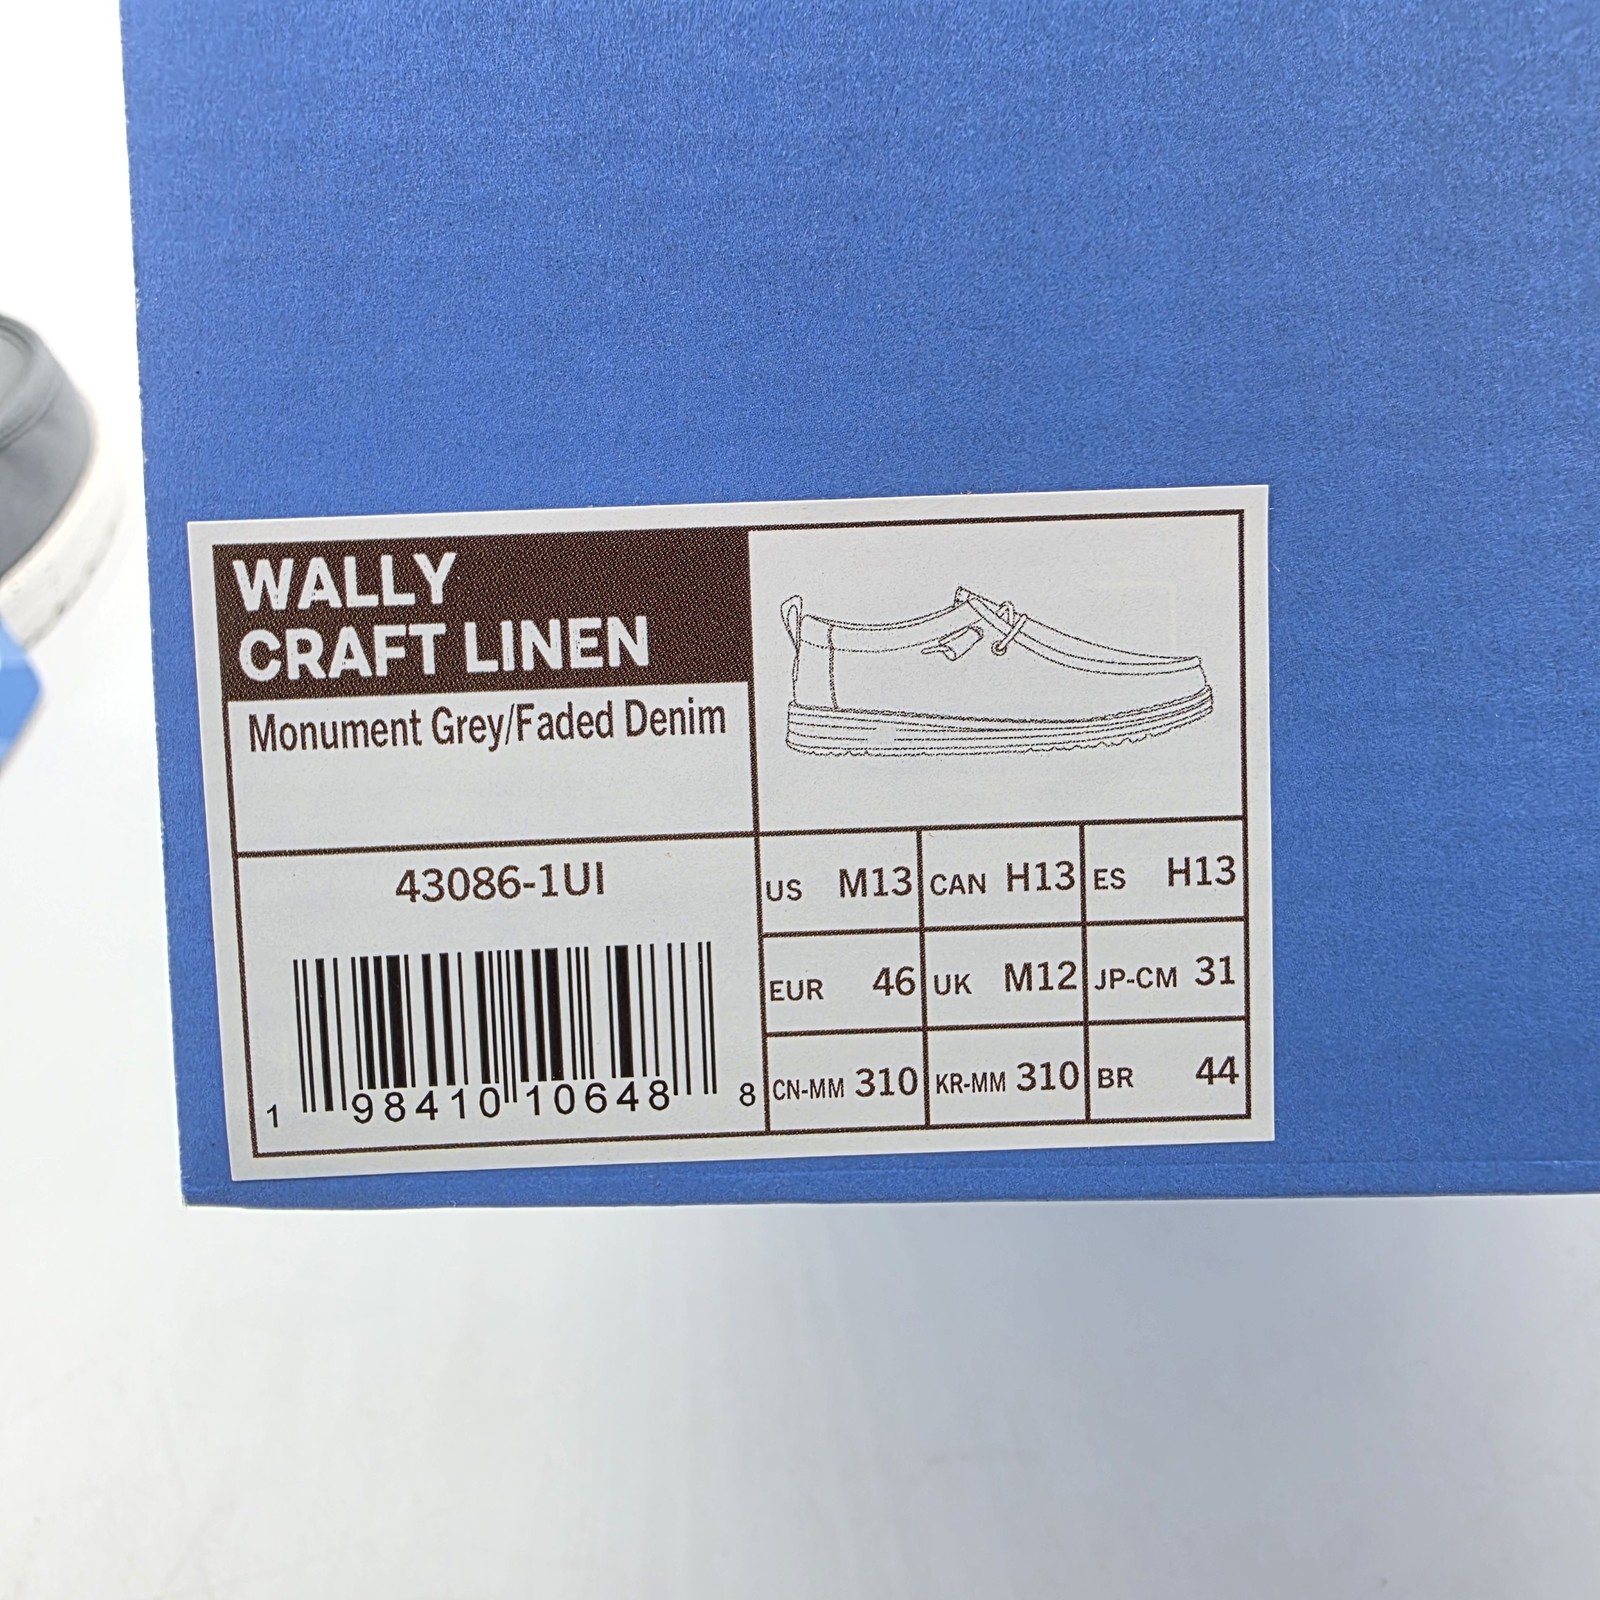 WALLY
CRAFT LINEN
Monument Grey/Faded Denim
43086-1UI
1 98410 10648 8
US M13 CAN H13 ES H13
EUR 46 UK M12 JP-CM 31
CN-MM 310 KR-MM 310 BR 44